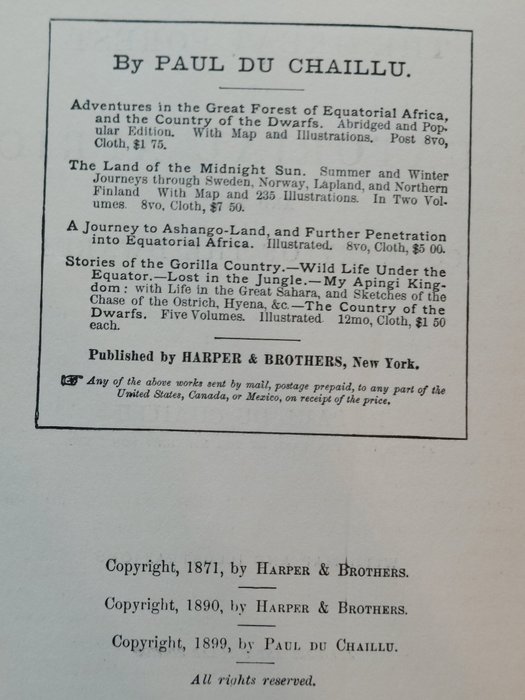 By PAUL DU CHAILLU.
Adventures in the Great Forest of Equatorial Africa,
and the Country of the Dwarfs. Abridged and Pop-
ular Edition. With Map and Illustrations. Post 8vo,
Cloth, $1 75.
The Land of the Midnight Sun. Summer and Winter
Journeys through Sweden, Norway, Lapland, and Northern
Finland With Map and 235 Illustrations. In Two Vol-
umes. 8vo, Cloth, $7 50.
A Journey to Ashango-Land, and Further Penetration
into Equatorial Africa. Illustrated. 8vo, Cloth, $5 00.
Stories of the Gorilla Country.—Wild Life Under the
Equator.—Lost in the Jungle.—My Apingi King-
dom: with Life in the Great Sahara, and Sketches of the
Chase of the Ostrich, Hyena, &c.—The Country of the
Dwarfs. Five Volumes. Illustrated 12mo, Cloth, $1 50
each.
Published by HARPER & BROTHERS, New York.
☞ Any of the above works sent by mail, postage prepaid, to any part of the
United States, Canada, or Mexico, on receipt of the price.
Copyright, 1871, by HARPER & BROTHERS.
Copyright, 1890, by HARPER & BROTHERS.
Copyright, 1899, by PAUL DU CHAILLU.
All rights reserved.